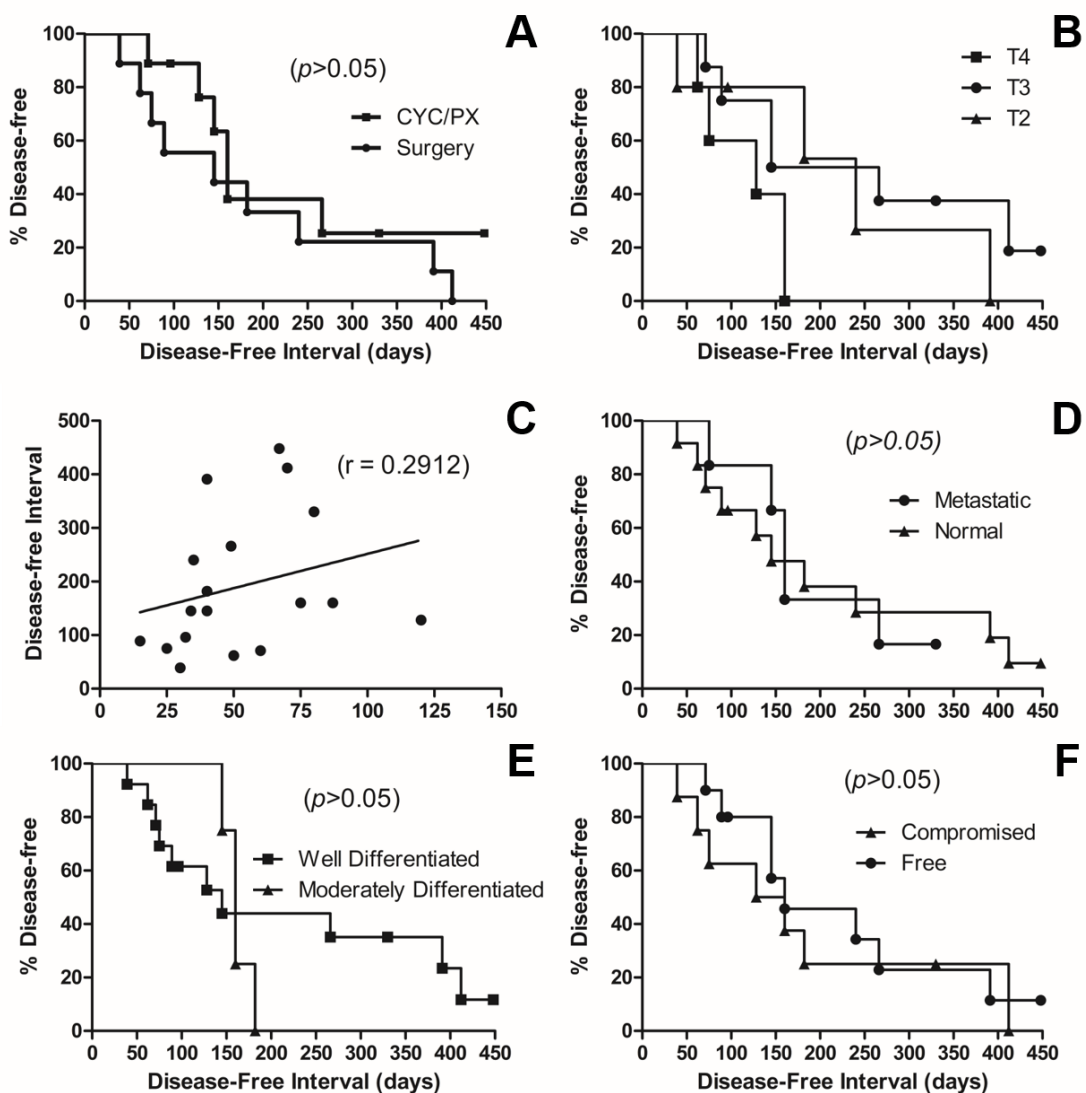 A
100
80
60
40
20
0
% Disease-free
(p>0.05)
CYC/PX
Surgery
0 50 100 150 200 250 300 350 400 450
Disease-Free Interval (days)
B
100
80
60
40
20
0
% Disease-free
T4
T3
T2
0 50 100 150 200 250 300 350 400 450
Disease-Free Interval (days)
C
500
400
300
200
100
0
Disease-free Interval
(r = 0.2912)
0 25 50 75 100 125 150
D
100
80
60
40
20
0
% Disease-free
(p>0.05)
Metastatic
Normal
0 50 100 150 200 250 300 350 400 450
E
100
80
60
40
20
0
% Disease-free
(p>0.05)
Well Differentiated
Moderately Differentiated
0 50 100 150 200 250 300 350 400 450
Disease-Free Interval (days)
F
100
80
60
40
20
0
% Disease-free
(p>0.05)
Compromised
Free
0 50 100 150 200 250 300 350 400 450
Disease-Free Interval (days)